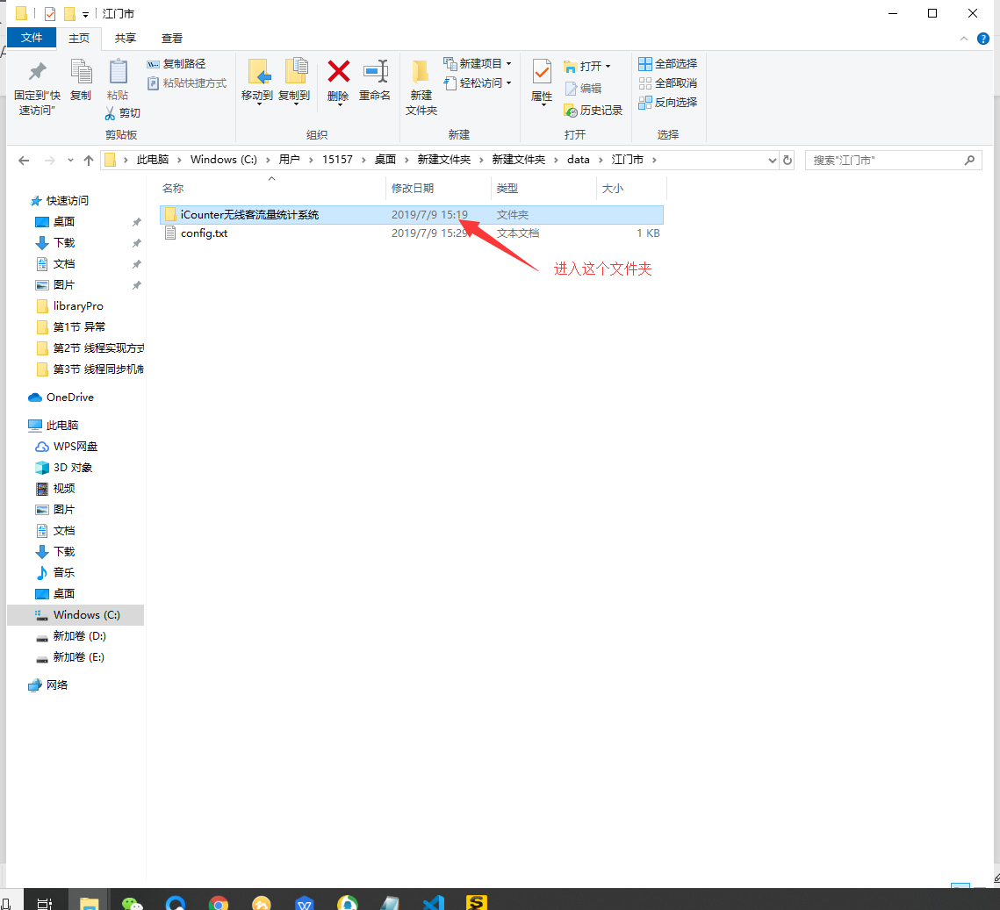 江门市
文件 主页 共享 查看
固定到"快速访问"
复制
粘贴
复制路径
粘贴快捷方式
剪切
剪贴板
移动到
复制到
删除
重命名
组织
新建文件夹
新建项目
轻松访问
新建
属性
打开
编辑
历史记录
打开
全部选择
全部取消
反向选择
选择
此电脑 > Windows (C:) > 用户 > 15157 > 桌面 > 新建文件夹 > 新建文件夹 > data > 江门市 >
搜索"江门市"
名称 修改日期 类型 大小
iCounter无线客流量统计系统 2019/7/9 15:19 文件夹
config.txt 2019/7/9 15:29 文本文档 1 KB
进入这个文件夹
快速访问
桌面
下载
文档
图片
libraryPro
第1节 异常
第2节 线程实现方式
第3节 线程同步机制
OneDrive
此电脑
WPS网盘
3D 对象
视频
图片
文档
下载
音乐
桌面
Windows (C:)
新加卷 (D:)
新加卷 (E:)
网络